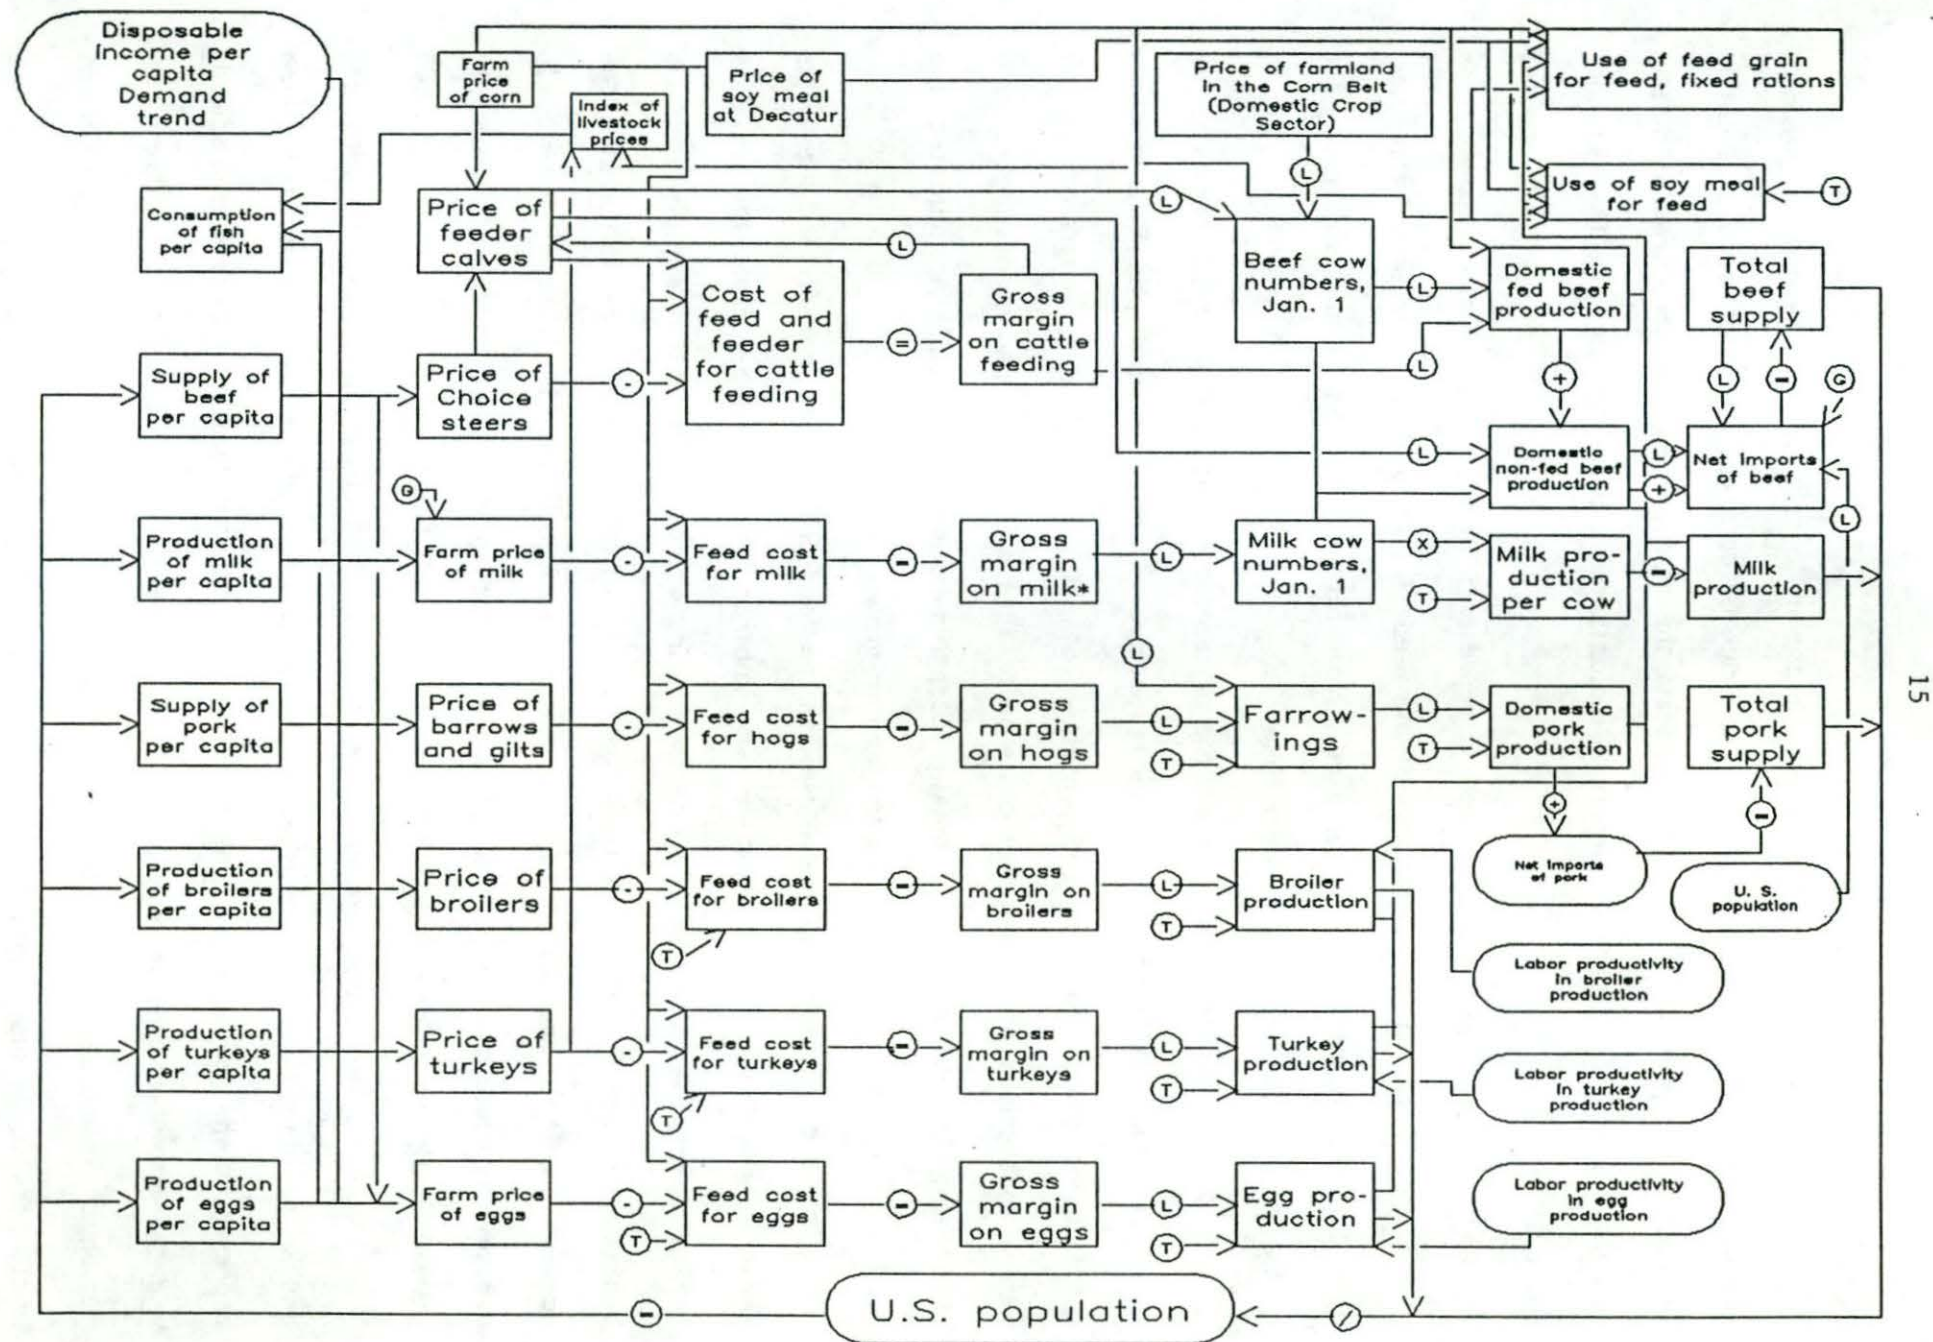 Disposable
income per
capita
Demand
trend
Farm
price
of corn
Index of
livestock
prices
Price of
soy meal
at Decatur
Price of farmland
in the Corn Belt
(Domestic Crop
Sector)
L
Use of feed grain
for feed, fixed rations
Use of soy meal
for feed
T
Consumption
of fish
per capita
Price of
feeder
calves
L
L
Cost of
feed and
feeder
for cattle
feeding
=
Gross
margin
on cattle
feeding
Beef cow
numbers,
Jan. 1
L
L
Domestic
fed beef
production
+
Total
beef
supply
L
=
G
Supply of
beef
per capita
Price of
Choice
steers
-
L
Domestic
non-fed beef
production
L
+
Net imports
of beef
L
G
Production
of milk
per capita
Farm price
of milk
-
Feed cost
for milk
=
Gross
margin
on milk*
L
Milk cow
numbers,
Jan. 1
X
T
Milk pro-
duction
per cow
=
Milk
production
L
15
Supply of
pork
per capita
Price of
barrows
and gilts
-
Feed cost
for hogs
=
Gross
margin
on hogs
L
T
Farrow-
ings
L
T
Domestic
pork
production
+
Total
pork
supply
=
Net imports
of pork
U. S.
population
Production
of broilers
per capita
Price of
broilers
-
T
Feed cost
for broilers
=
Gross
margin on
broilers
L
T
Broiler
production
Labor productivity
in broiler
production
Production
of turkeys
per capita
Price of
turkeys
-
T
Feed cost
for turkeys
=
Gross
margin on
turkeys
L
T
Turkey
production
Labor productivity
in turkey
production
Production
of eggs
per capita
Farm price
of eggs
-
T
Feed cost
for eggs
=
Gross
margin
on eggs
L
T
Egg pro-
duction
Labor productivity
in egg
production
=
U.S. population
/